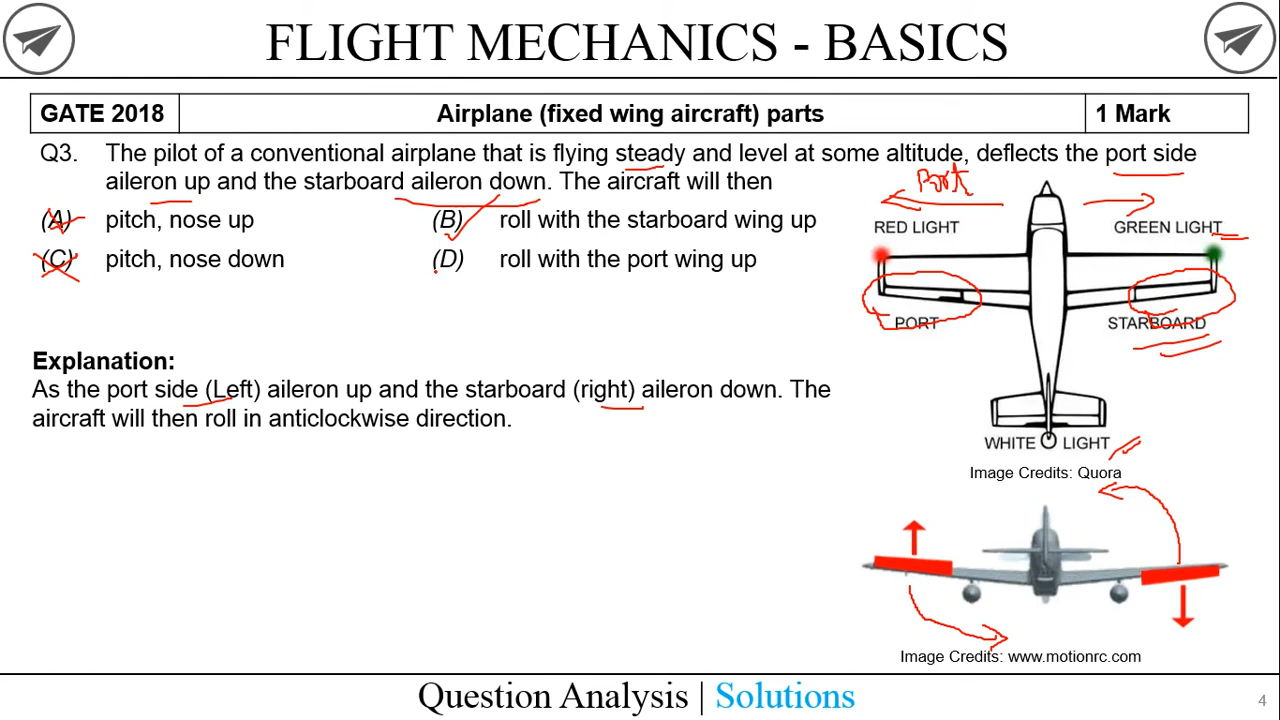 FLIGHT MECHANICS - BASICS
GATE 2018 Airplane (fixed wing aircraft) parts 1 Mark
Q3. The pilot of a conventional airplane that is flying steady and level at some altitude, deflects the port side
aileron up and the starboard aileron down. The aircraft will then
(A) pitch, nose up (B) roll with the starboard wing up
(C) pitch, nose down (D) roll with the port wing up
Port
RED LIGHT GREEN LIGHT
PORT STARBOARD
WHITE LIGHT
Image Credits: Quora
Explanation:
As the port side (Left) aileron up and the starboard (right) aileron down. The
aircraft will then roll in anticlockwise direction.
Image Credits: www.motionrc.com
Question Analysis | Solutions
4